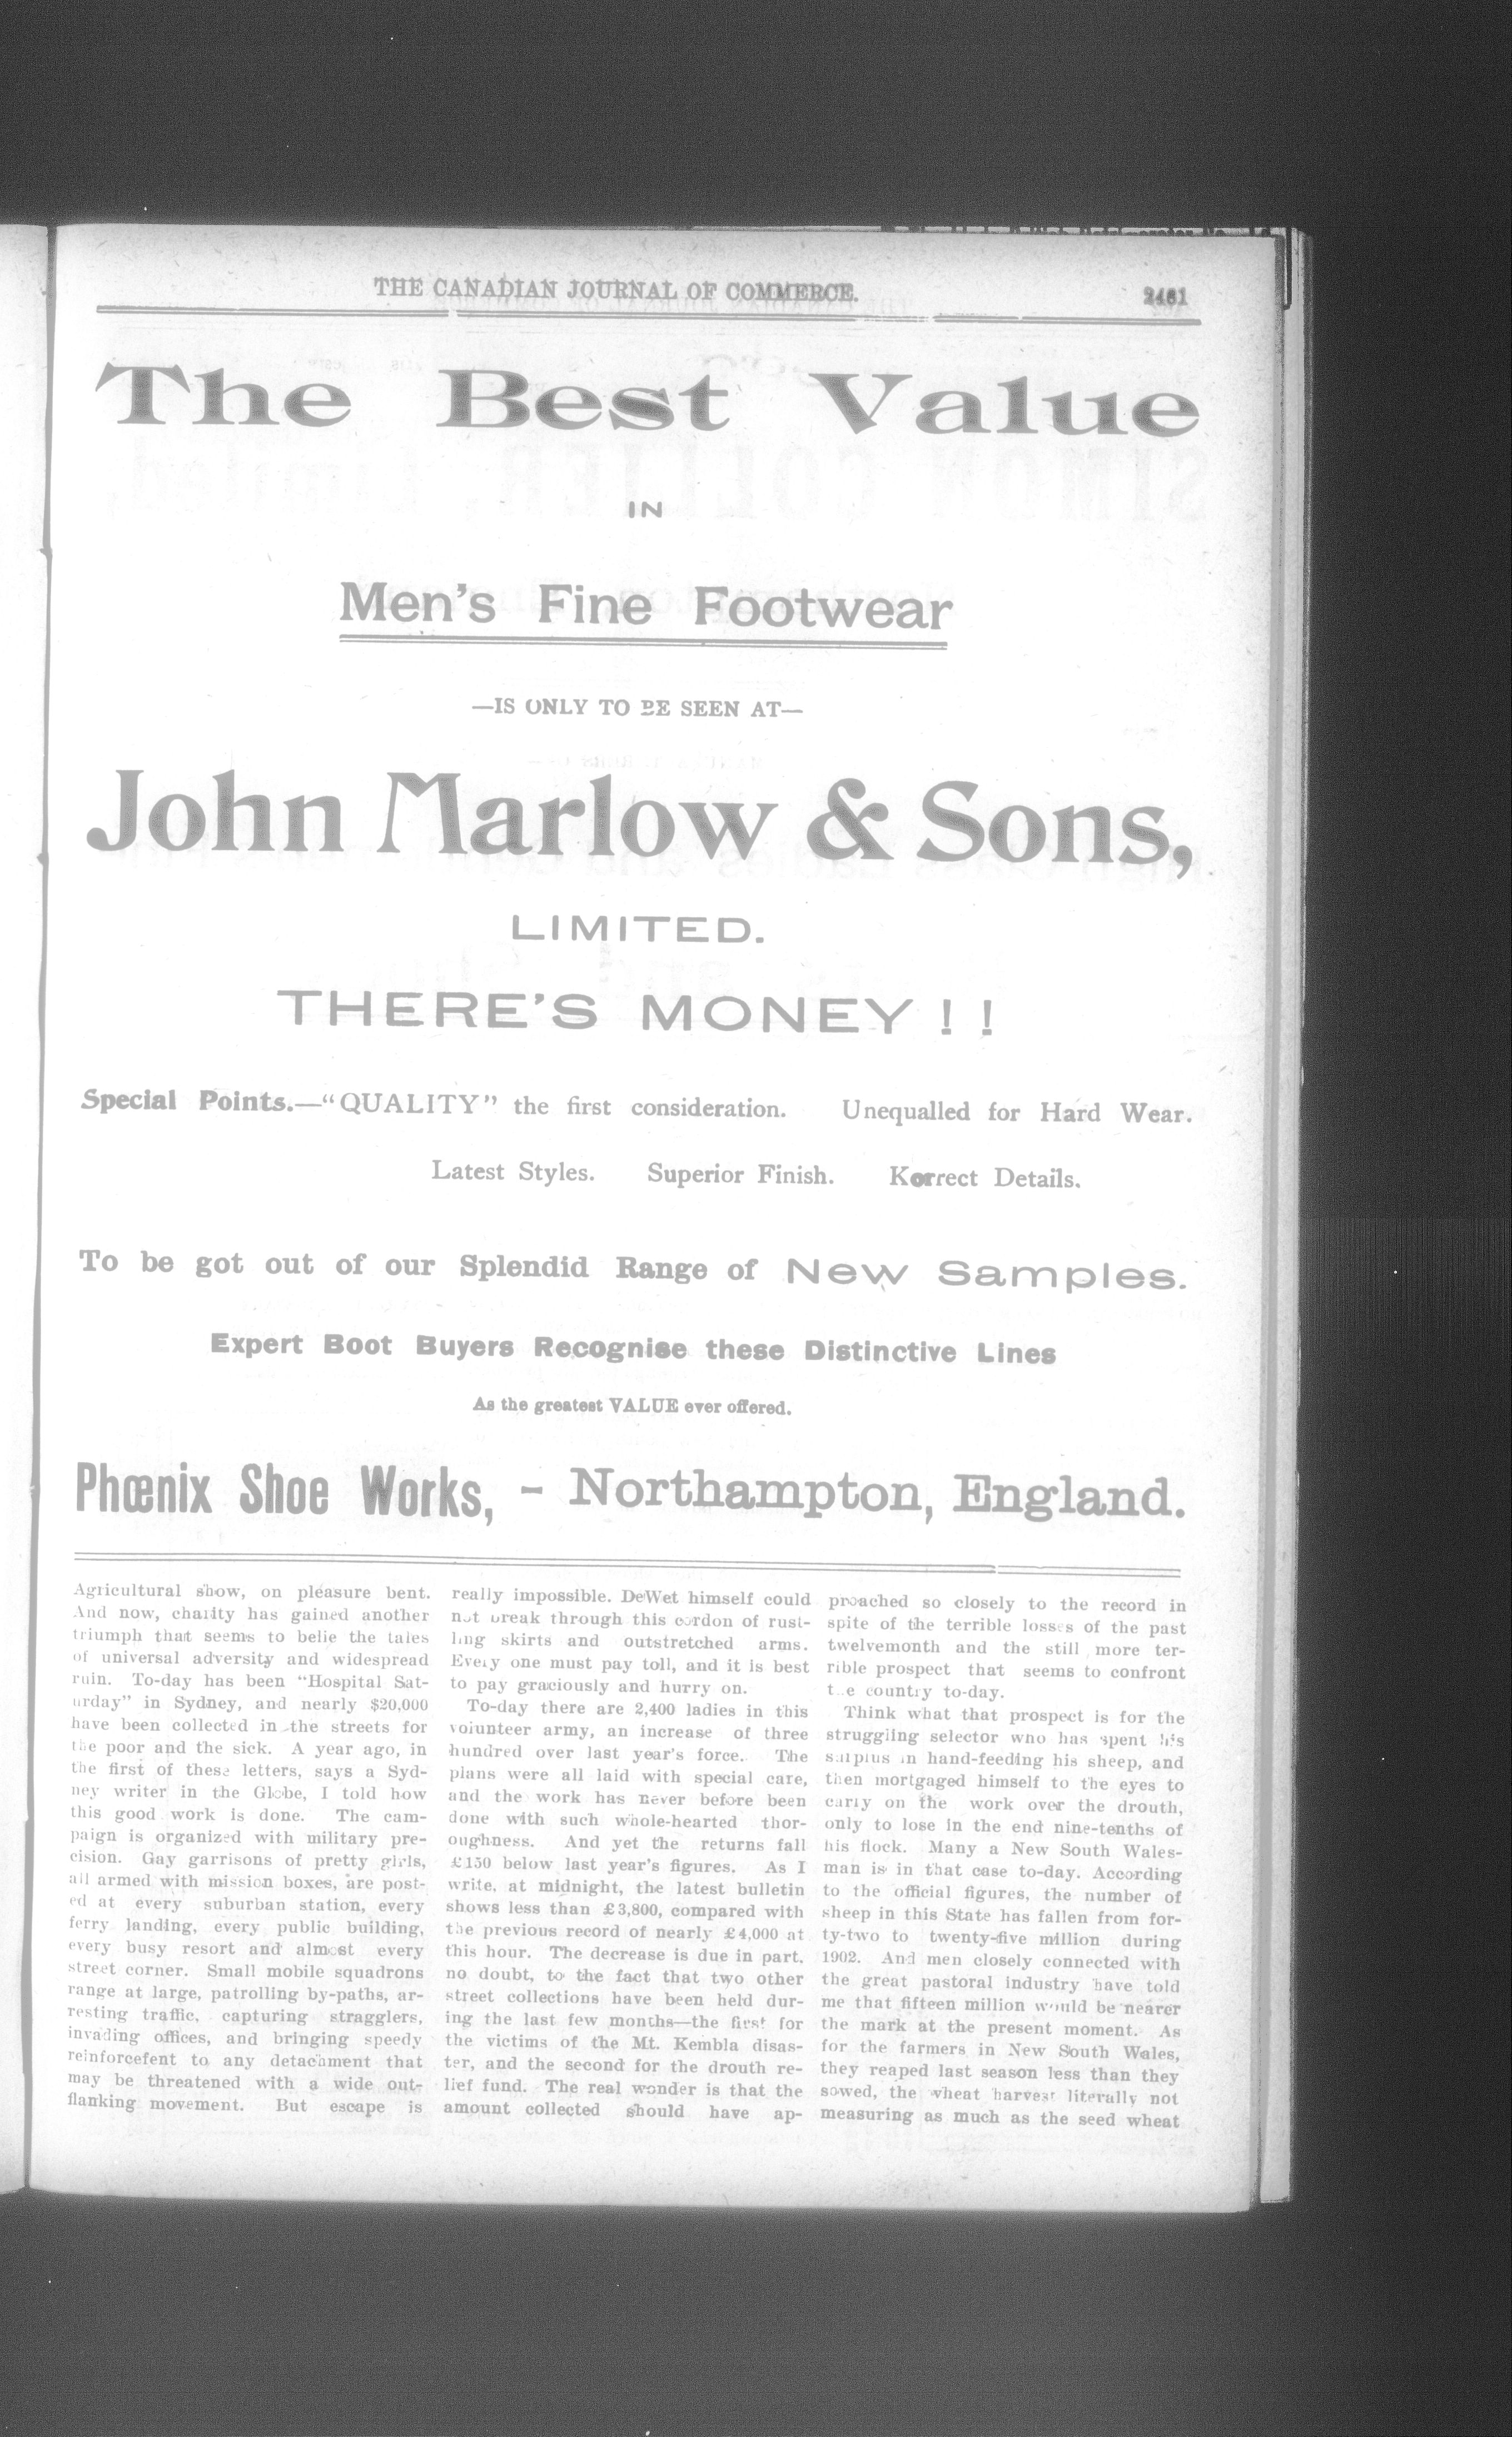 THE CANADIAN JOURNAL OF COMMERCE.
The Best Value
IN
Men's Fine Footwear
—IS ONLY TO BE SEEN AT—
John Marlow & Sons,
LIMITED.
THERE'S MONEY ! !
Special Points.—“QUALITY” the first consideration. Unequalled for Hard Wear.
Latest Styles. Superior Finish. Korrect Details.
To be got out of our Splendid Range of New Samples.
Expert Boot Buyers Recognise these Distinctive Lines
As the greatest VALUE ever offered.
Phœnix Shoe Works, - Northampton, England.
Agricultural show, on pleasure bent.
And now, charity has gained another
triumph that seems to belie the tales
of universal adversity and widespread
ruin. To-day has been “Hospital Sat-
urday” in Sydney, and nearly $20,000
have been collected in the streets for
the poor and the sick. A year ago, in
the first of these letters, says a Syd-
ney writer in the Globe, I told how
this good work is done. The cam-
paign is organized with military pre-
cision. Gay garrisons of pretty girls,
all armed with mission boxes, are post-
ed at every suburban station, every
ferry landing, every public building,
every busy resort and almost every
street corner. Small mobile squadrons
range at large, patrolling by-paths, ar-
resting traffic, capturing stragglers,
invading offices, and bringing speedy
reinforcefent to any detachment that
may be threatened with a wide out-
flanking movement. But escape is
really impossible. DeWet himself could
not break through this cordon of rust-
ling skirts and outstretched arms.
Every one must pay toll, and it is best
to pay graciously and hurry on.
To-day there are 2,400 ladies in this
volunteer army, an increase of three
hundred over last year's force. The
plans were all laid with special care,
and the work has never before been
done with such whole-hearted thor-
oughness. And yet the returns fall
£150 below last year's figures. As I
write, at midnight, the latest bulletin
shows less than £3,800, compared with
the previous record of nearly £4,000 at
this hour. The decrease is due in part,
no doubt, to the fact that two other
street collections have been held dur-
ing the last few months—the first for
the victims of the Mt. Kembla disas-
ter, and the second for the drouth re-
lief fund. The real wonder is that the
amount collected should have ap-
proached so closely to the record in
spite of the terrible losses of the past
twelvemonth and the still more ter-
rible prospect that seems to confront
the country to-day.
Think what that prospect is for the
struggling selector who has spent his
surplus in hand-feeding his sheep, and
then mortgaged himself to the eyes to
carry on the work over the drouth,
only to lose in the end nine-tenths of
his flock. Many a New South Wales-
man is in that case to-day. According
to the official figures, the number of
sheep in this State has fallen from for-
ty-two to twenty-five million during
1902. And men closely connected with
the great pastoral industry have told
me that fifteen million would be nearer
the mark at the present moment. As
for the farmers in New South Wales,
they reaped last season less than they
sowed, the wheat harvest literally not
measuring as much as the seed wheat